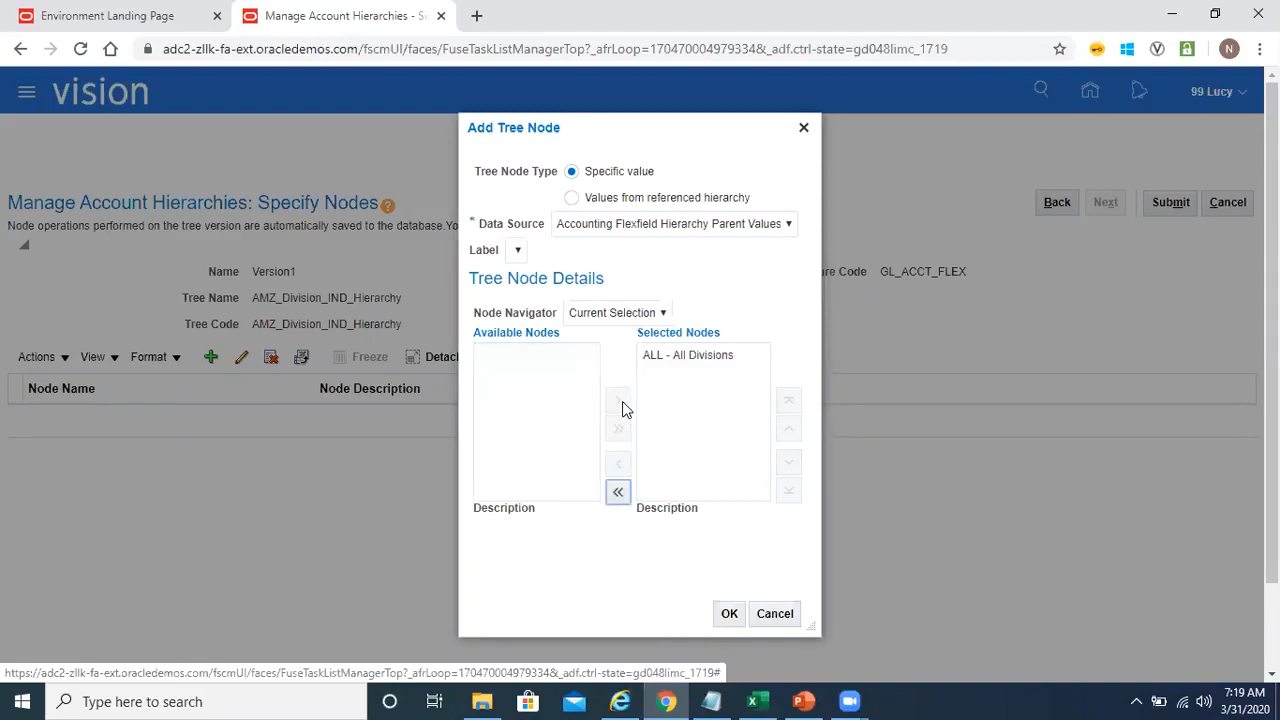 Environment Landing Page
Manage Account Hierarchies - Se
adc2-zllk-fa-ext.oracledemos.com/fscmUI/faces/FuseTaskListManagerTop?_afrLoop=170470004979334&_adf.ctrl-state=gd048limc_1719
N
vision
99 Lucy
Add Tree Node
Tree Node Type
Specific value
Values from referenced hierarchy
* Data Source
Accounting Flexfield Hierarchy Parent Values
Label
Tree Node Details
Node Navigator
Current Selection
Available Nodes
Selected Nodes
ALL - All Divisions
Description
Description
OK
Cancel
Manage Account Hierarchies: Specify Nodes
Back
Next
Submit
Cancel
Node operations performed on the tree version are automatically saved to the database.Yo
Name
Version1
ure Code
GL_ACCT_FLEX
Tree Name
AMZ_Division_IND_Hierarchy
Tree Code
AMZ_Division_IND_Hierarchy
Actions
View
Format
Freeze
Detach
Node Name
Node Description
https://adc2-zllk-fa-ext.oracledemos.com/fscmUI/faces/FuseTaskListManagerTop?_afrLoop=170470004979334&_adf.ctrl-state=gd048limc_1719#
Type here to search
7:19 AM
3/31/2020